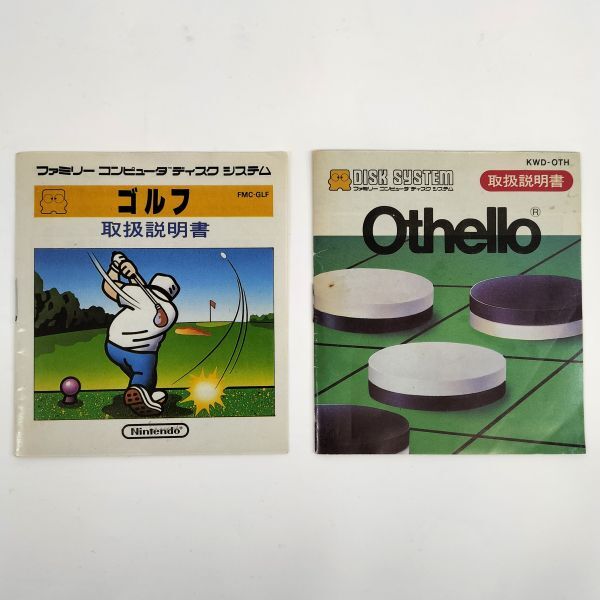 ファミリー コンピュータ™ディスク システム
FMC-GLF
ゴルフ
取扱説明書
Nintendo®
KWD-OTH
DISK SYSTEM
ファミリー コンピュータ ディスク システム
取扱説明書
Othello®